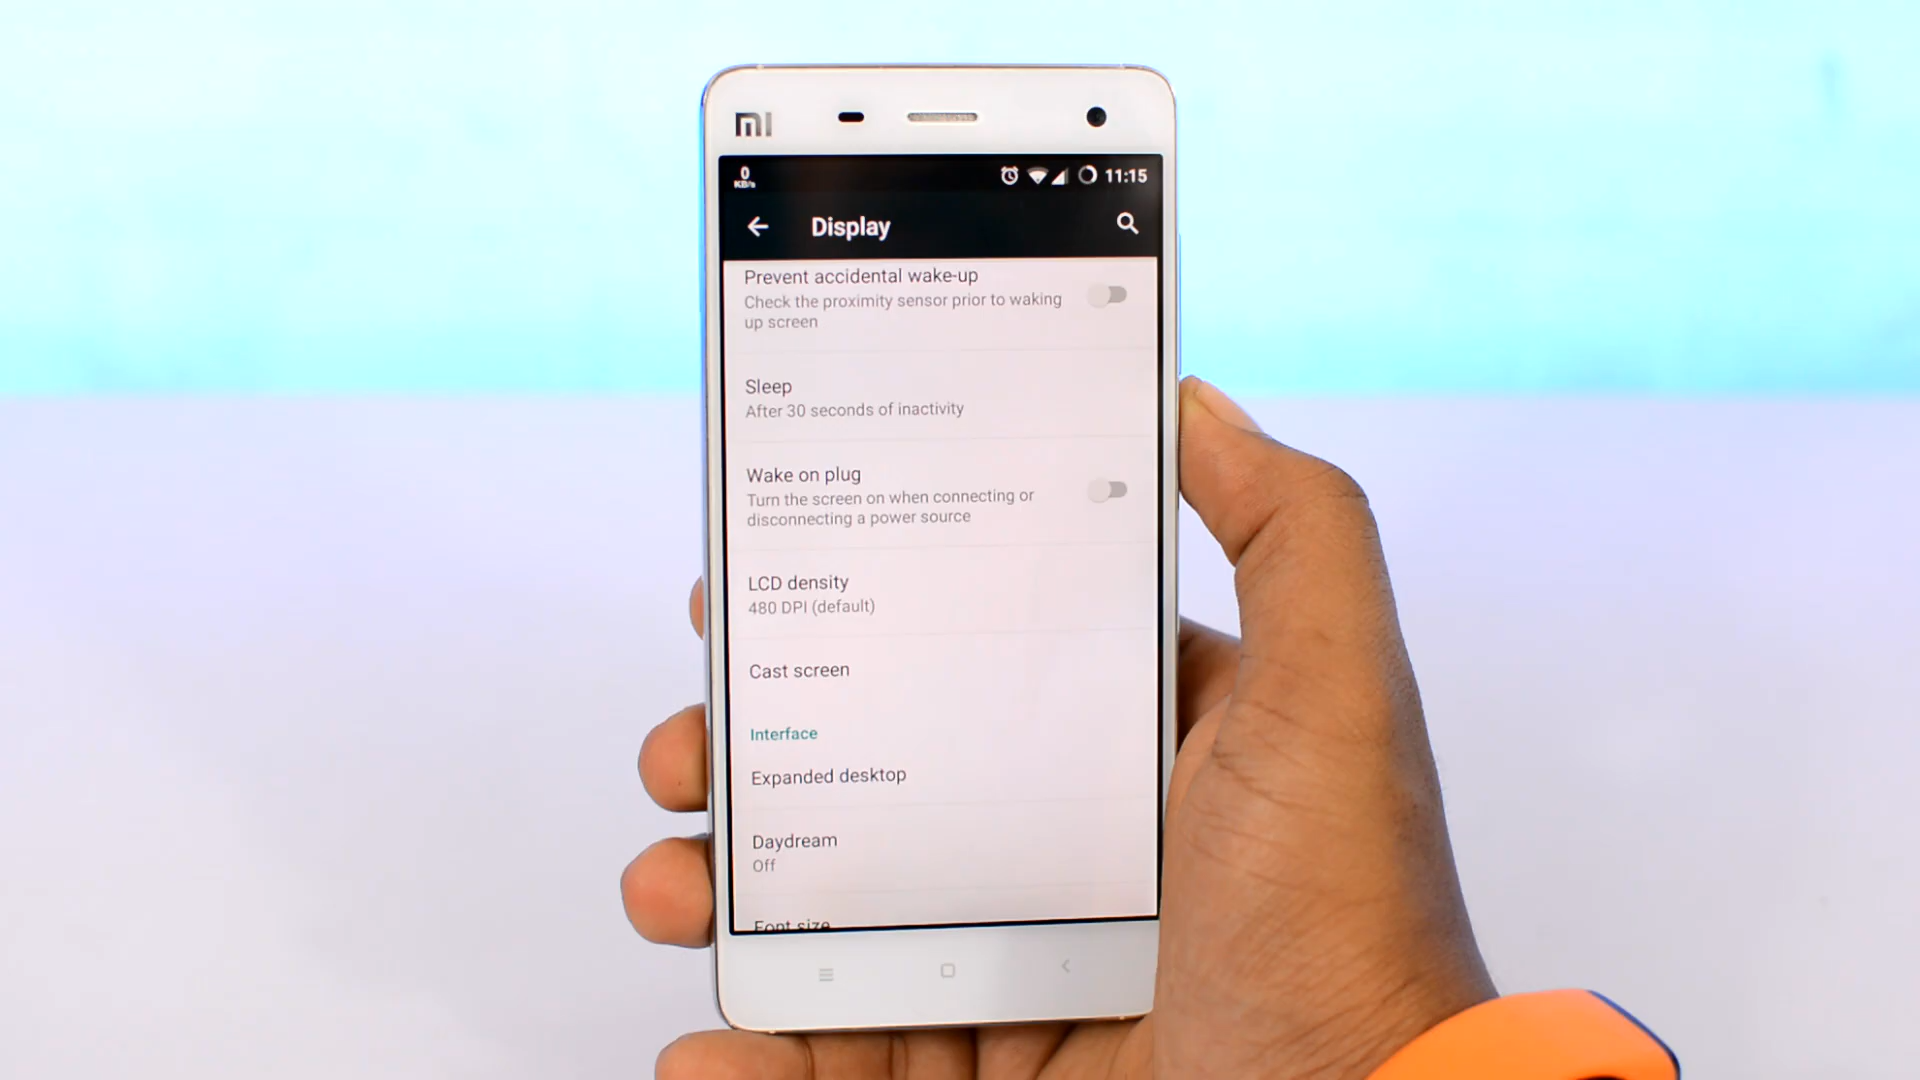 MI
0
KB/s
11:15
Display
Prevent accidental wake-up
Check the proximity sensor prior to waking
up screen
Sleep
After 30 seconds of inactivity
Wake on plug
Turn the screen on when connecting or
disconnecting a power source
LCD density
480 DPI (default)
Cast screen
Interface
Expanded desktop
Daydream
Off
Font size